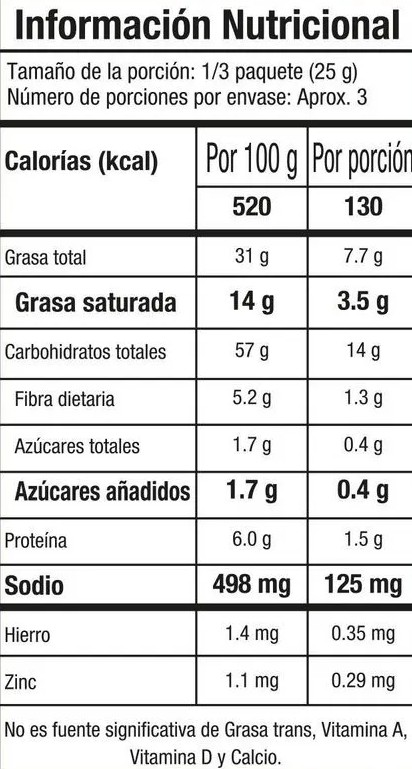 Información Nutricional
Tamaño de la porción: 1/3 paquete (25 g)
Número de porciones por envase: Aprox. 3
Calorías (kcal) Por 100 g Por porción
520 130
Grasa total 31 g 7.7 g
Grasa saturada 14 g 3.5 g
Carbohidratos totales 57 g 14 g
Fibra dietaria 5.2 g 1.3 g
Azúcares totales 1.7 g 0.4 g
Azúcares añadidos 1.7 g 0.4 g
Proteína 6.0 g 1.5 g
Sodio 498 mg 125 mg
Hierro 1.4 mg 0.35 mg
Zinc 1.1 mg 0.29 mg
No es fuente significativa de Grasa trans, Vitamina A,
Vitamina D y Calcio.